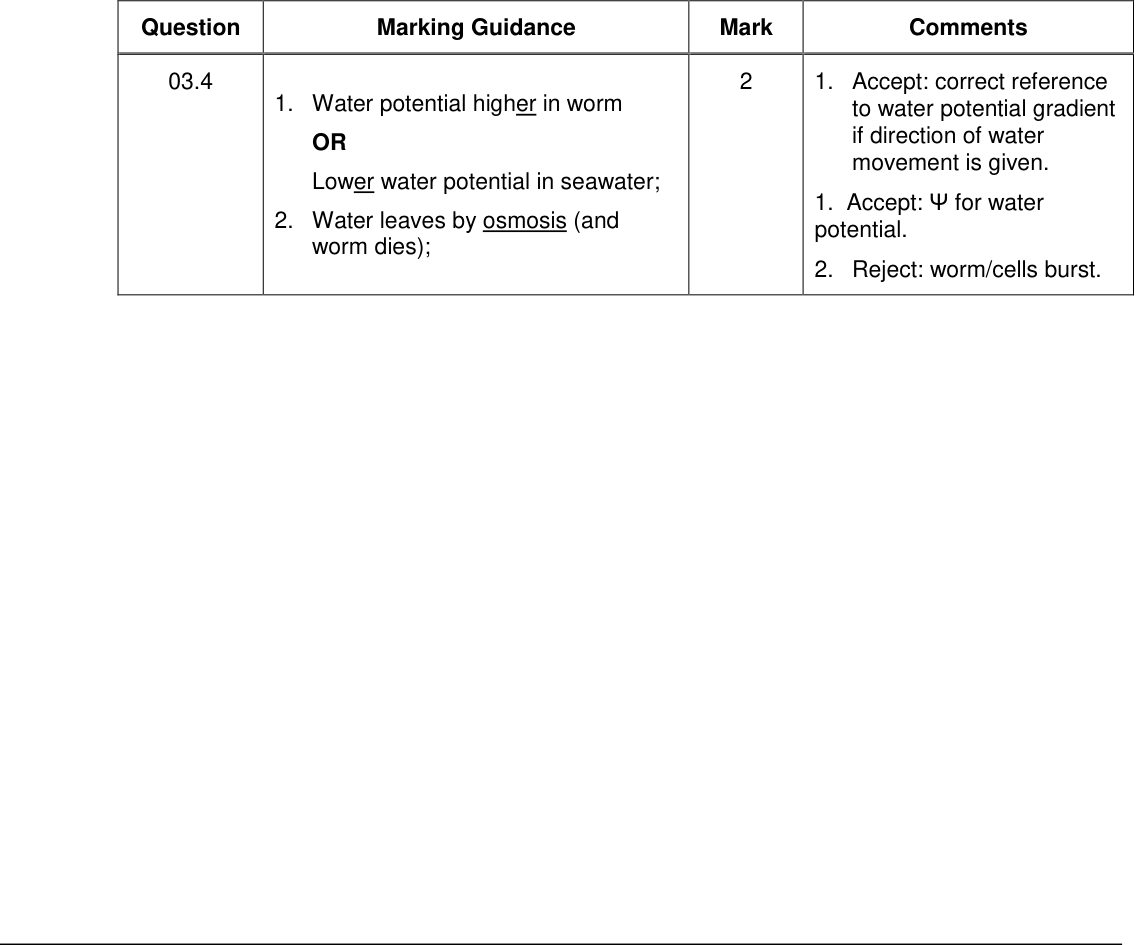 Question Marking Guidance Mark Comments
03.4
1. Water potential higher in worm
OR
Lower water potential in seawater;
2. Water leaves by osmosis (and
worm dies);
2
1. Accept: correct reference
to water potential gradient
if direction of water
movement is given.
1. Accept: Ψ for water
potential.
2. Reject: worm/cells burst.